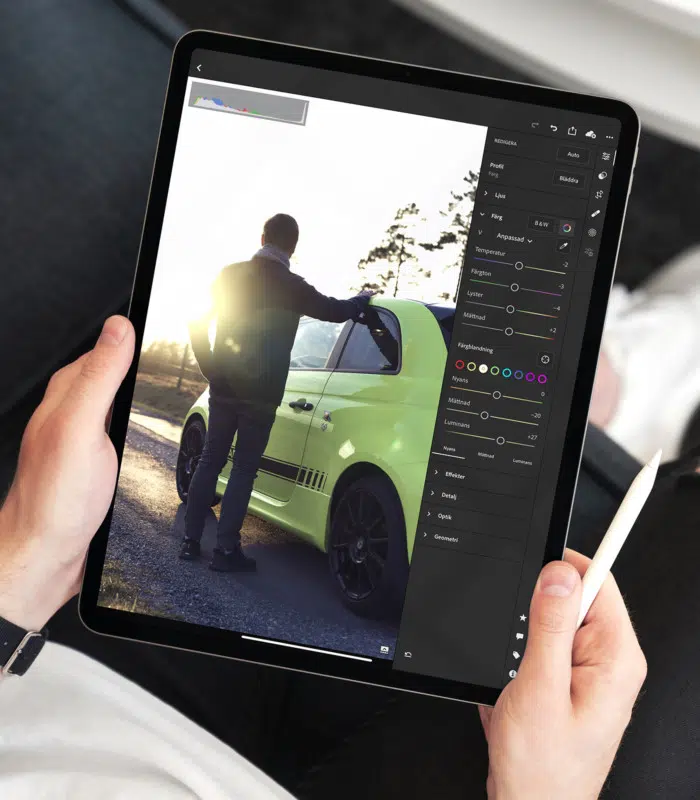 REDIGERA
Auto
Profil
Färg
Bläddra
Ljus
Färg
B & W
V
Anpassad
Temperatur
-2
Färgton
-3
Lyster
-4
Mättnad
+2
Färgblandning
Nyans
0
Mättnad
-20
Luminans
+27
Nyans
Mättnad
Luminans
Effekter
Detalj
Optik
Geometri